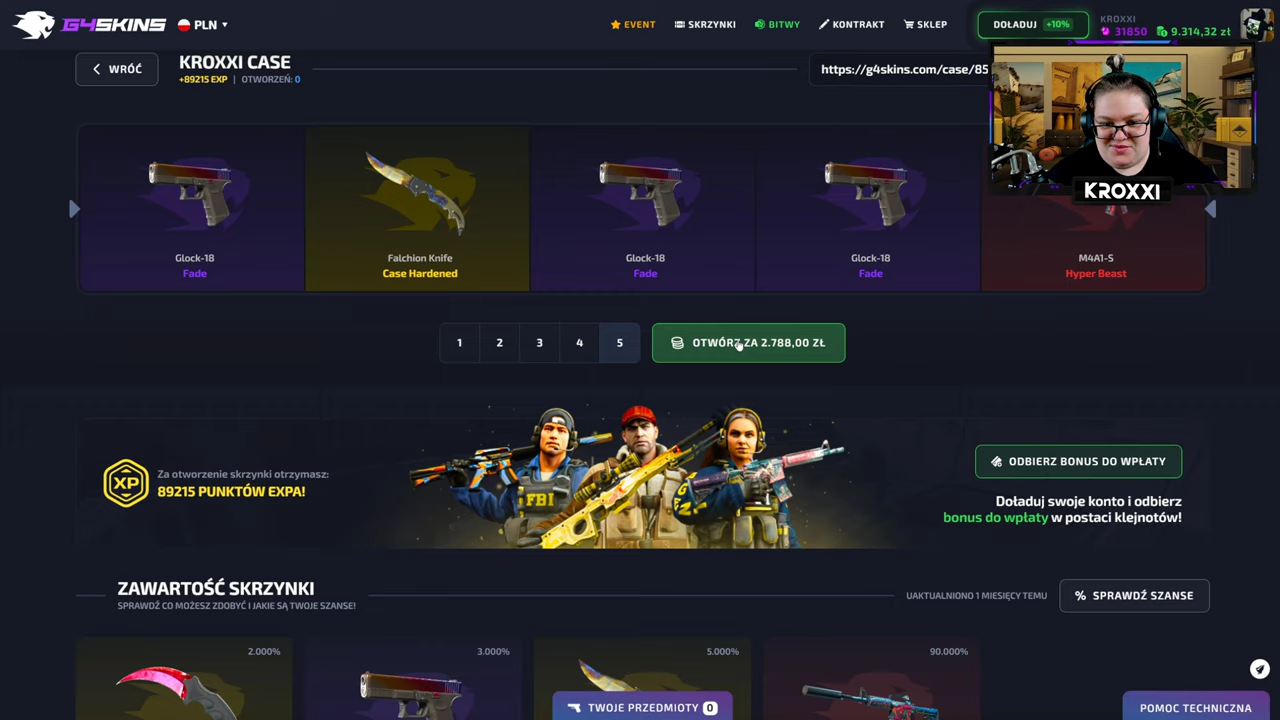 G4SKINS
PLN
EVENT
SKRZYNKI
BITWY
KONTRAKT
SKLEP
DOŁADUJ +10%
KROXXI
31850 9.314,32 zł
WRÓĆ
KROXXI CASE
+89215 EXP | OTWORZEŃ: 0
https://g4skins.com/case/85
KROXXI
Glock-18
Fade
Falchion Knife
Case Hardened
Glock-18
Fade
Glock-18
Fade
M4A1-S
Hyper Beast
1 2 3 4 5
OTWÓRZ ZA 2.788,00 ZŁ
FBI
XP
Za otworzenie skrzynki otrzymasz:
89215 PUNKTÓW EXPA!
ODBIERZ BONUS DO WPŁATY
Doładuj swoje konto i odbierz
bonus do wpłaty w postaci klejnotów!
ZAWARTOŚĆ SKRZYNKI
SPRAWDŹ CO MOŻESZ ZDOBYĆ I JAKIE SĄ TWOJE SZANSE!
UAKTUALNIONO 1 MIESIĘCY TEMU
% SPRAWDŹ SZANSE
2.000%
3.000%
5.000%
90.000%
TWOJE PRZEDMIOTY 0
POMOC TECHNICZNA